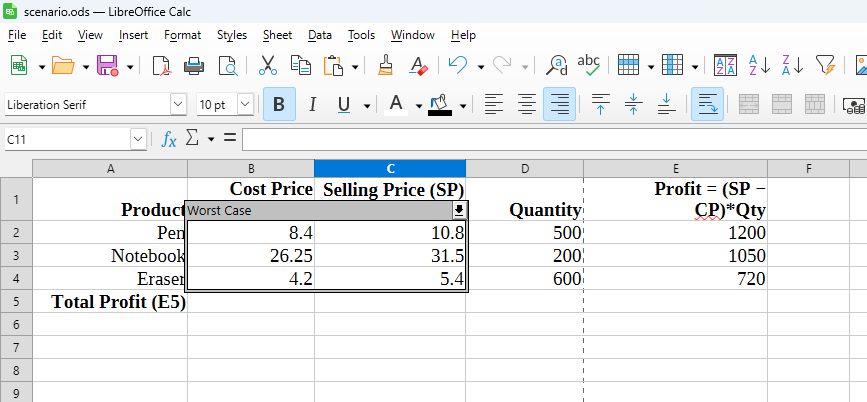 scenario.ods — LibreOffice Calc
File Edit View Insert Format Styles Sheet Data Tools Window Help
abc
Liberation Serif 10 pt B I U A
C11 fx Σ =
A B C D E F
1 Product Cost Price Selling Price (SP) Quantity Profit = (SP −
CP)*Qty
Worst Case
2 Pen 8.4 10.8 500 1200
3 Notebook 26.25 31.5 200 1050
4 Eraser 4.2 5.4 600 720
5 Total Profit (E5)
6
7
8
9